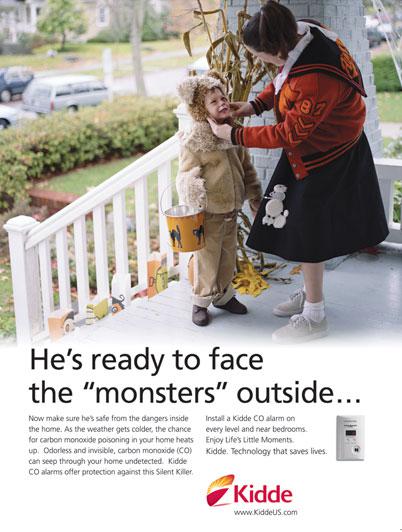 He's ready to face
the "monsters" outside...
Now make sure he's safe from the dangers inside
the home. As the weather gets colder, the chance
for carbon monoxide poisoning in your home heats
up. Odorless and invisible, carbon monoxide (CO)
can seep through your home undetected. Kidde
CO alarms offer protection against this Silent Killer.
Install a Kidde CO alarm on
every level and near bedrooms.
Enjoy Life's Little Moments.
Kidde. Technology that saves lives.
Kidde
www.KiddeUS.com